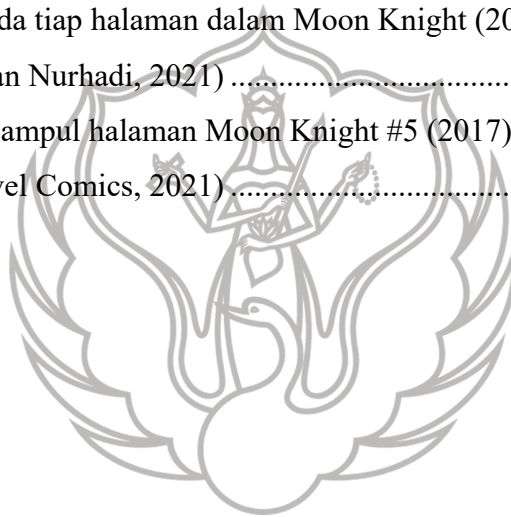 da tiap halaman dalam Moon Knight (20
an Nurhadi, 2021) ....................................
ampul halaman Moon Knight #5 (2017)
vel Comics, 2021) ....................................